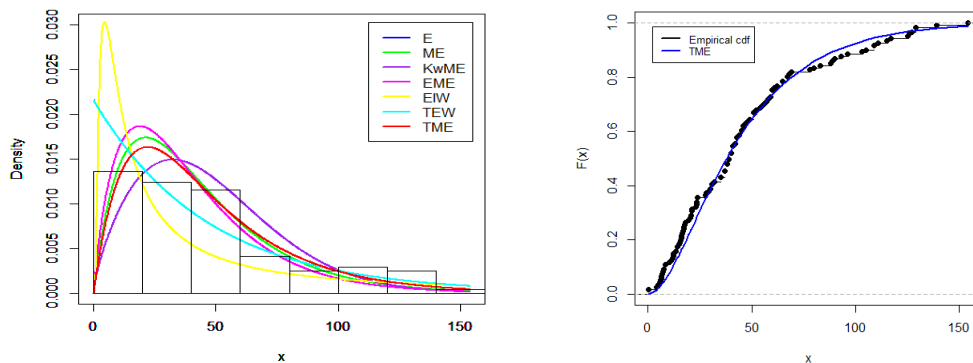 0.030
0.025
0.020
0.015
0.010
0.005
0.000
Density
E
ME
KwME
EME
EIW
TEW
TME
0 50 100 150
x
1.0
0.8
0.6
0.4
0.2
0.0
F(x)
Empirical cdf
TME
0 50 100 150
x